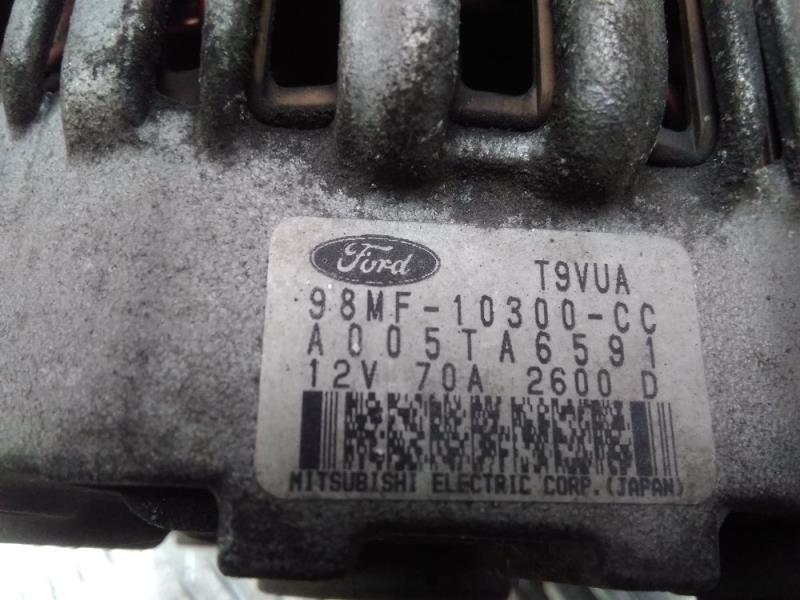 Ford
T9VUA
98MF-10300-CC
A005TA6591
12V 70A 2600 D
MITSUBISHI ELECTRIC CORP.(JAPAN)